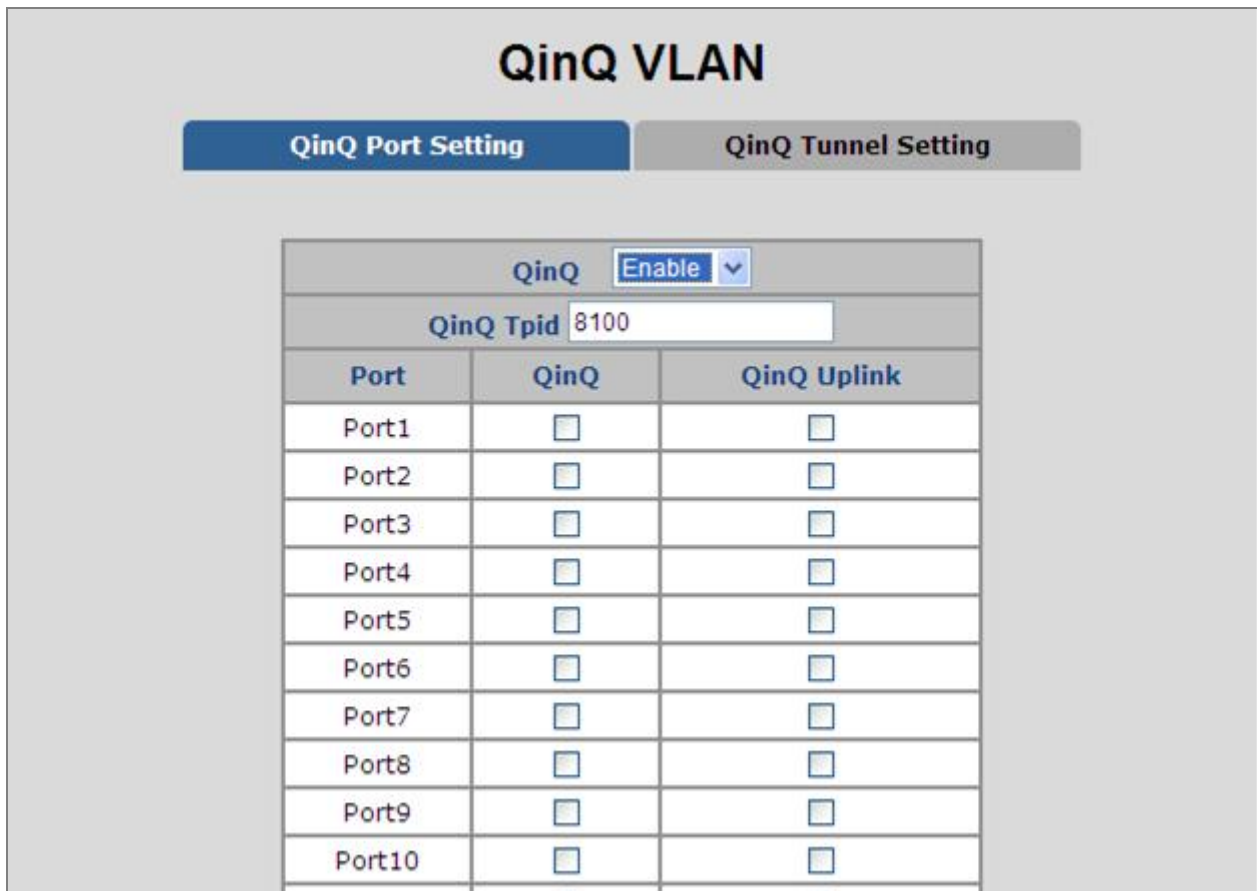 QinQ VLAN
QinQ Port Setting QinQ Tunnel Setting
QinQ Enable
QinQ Tpid 8100
Port QinQ QinQ Uplink
Port1
Port2
Port3
Port4
Port5
Port6
Port7
Port8
Port9
Port10